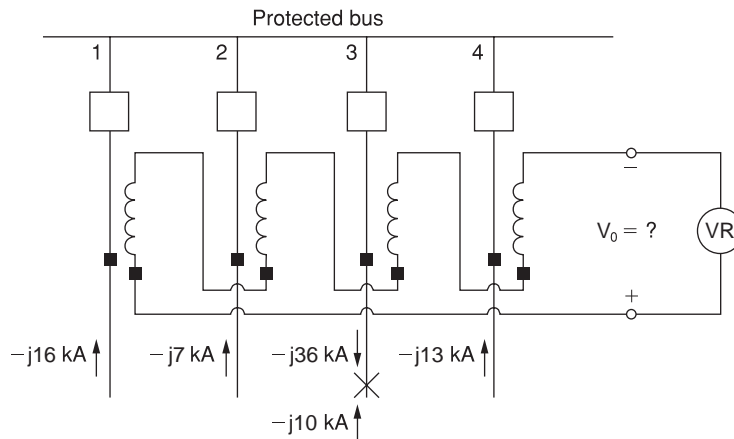 Protected bus
1 2 3 4
−
V₀ = ? VR
+
−j16 kA −j7 kA −j36 kA −j13 kA
−j10 kA